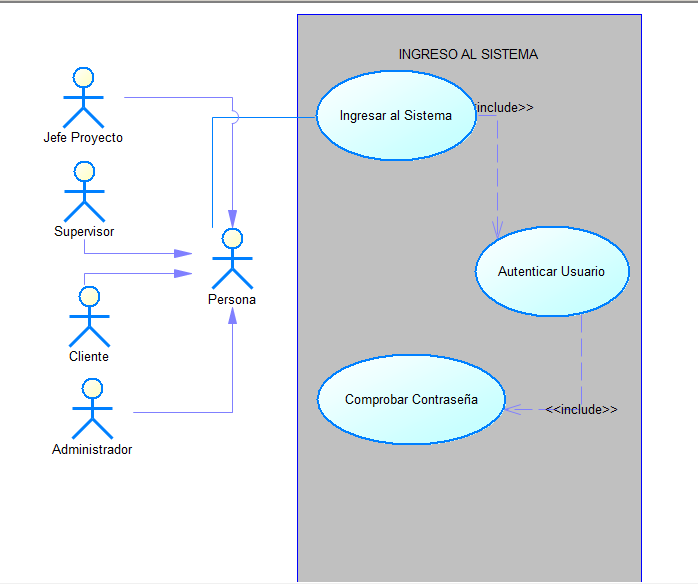 INGRESO AL SISTEMA
Ingresar al Sistema
include>>
Jefe Proyecto
Supervisor
Autenticar Usuario
Persona
Cliente
Comprobar Contraseña
<<include>>
Administrador